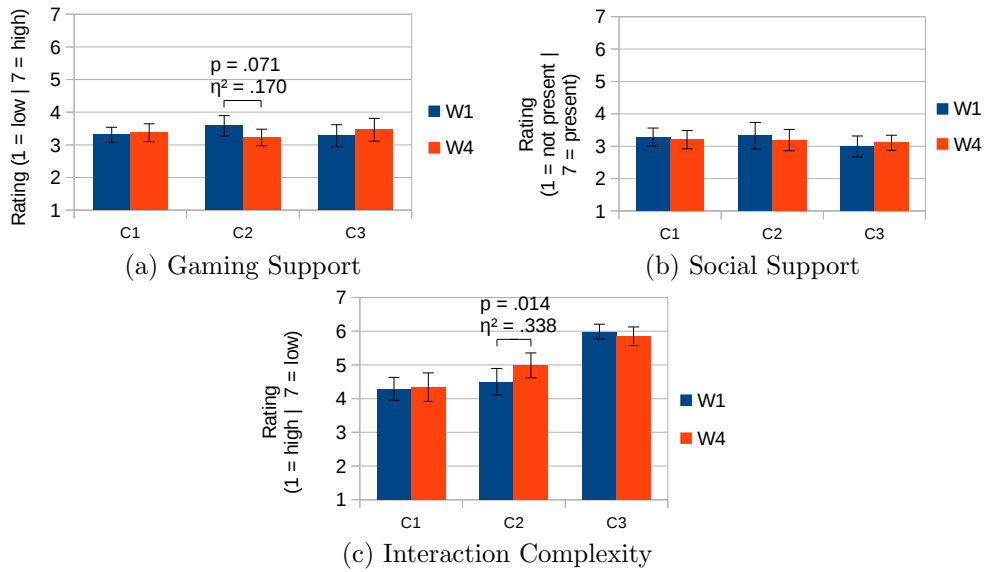 Rating (1 = low | 7 = high)
7
6
5
4
3
2
1
p = .071
η² = .170
C1
C2
C3
W1
W4
(a) Gaming Support
Rating
(1 = not present |
7 = present)
7
6
5
4
3
2
1
C1
C2
C3
W1
W4
(b) Social Support
Rating
(1 = high | 7 = low)
7
6
5
4
3
2
1
p = .014
η² = .338
C1
C2
C3
W1
W4
(c) Interaction Complexity